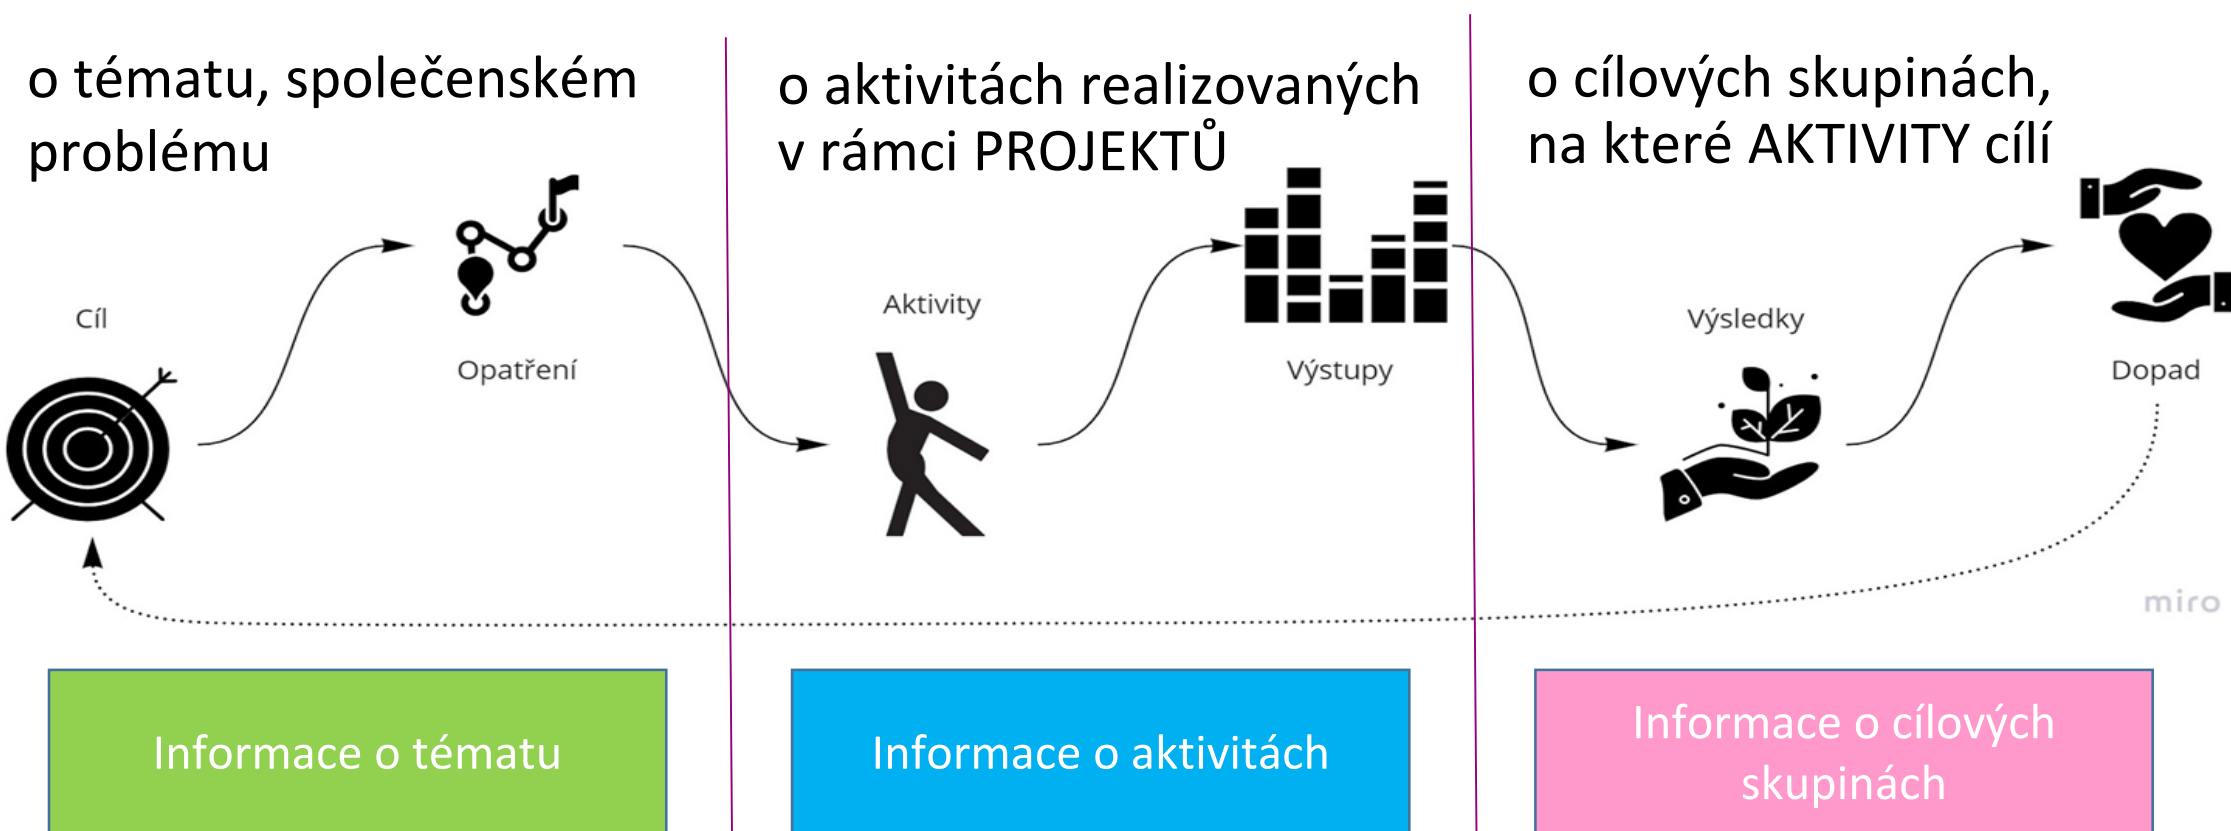 o tématu, společenském
problému
o aktivitách realizovaných
v rámci PROJEKTŮ
o cílových skupinách,
na které AKTIVITY cílí
Cíl
Opatření
Aktivity
Výstupy
Výsledky
Dopad
miro
Informace o tématu
Informace o aktivitách
Informace o cílových
skupinách